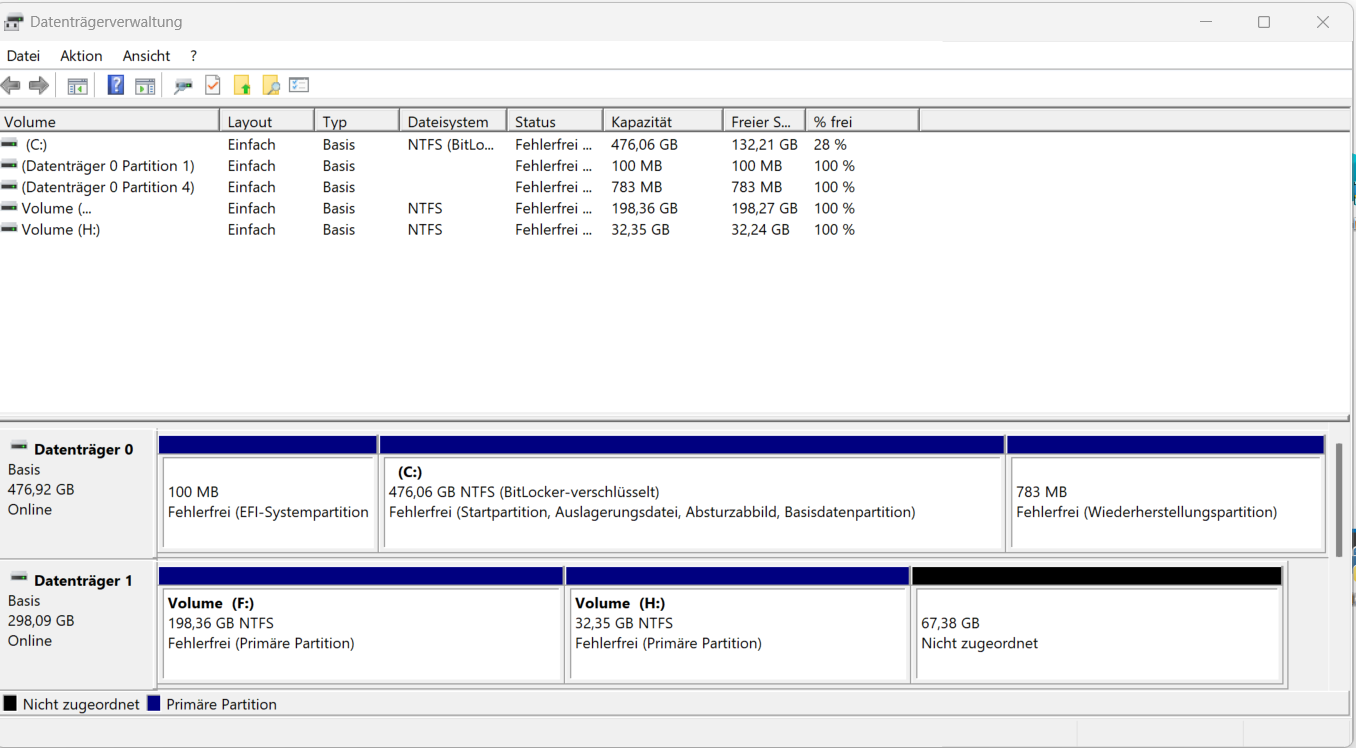 Datenträgerverwaltung
Datei Aktion Ansicht ?
Volume Layout Typ Dateisystem Status Kapazität Freier S... % frei
(C:) Einfach Basis NTFS (BitLo... Fehlerfrei ... 476,06 GB 132,21 GB 28 %
(Datenträger 0 Partition 1) Einfach Basis Fehlerfrei ... 100 MB 100 MB 100 %
(Datenträger 0 Partition 4) Einfach Basis Fehlerfrei ... 783 MB 783 MB 100 %
Volume (... Einfach Basis NTFS Fehlerfrei ... 198,36 GB 198,27 GB 100 %
Volume (H:) Einfach Basis NTFS Fehlerfrei ... 32,35 GB 32,24 GB 100 %
Datenträger 0
Basis
476,92 GB
Online
100 MB
Fehlerfrei (EFI-Systempartition
(C:)
476,06 GB NTFS (BitLocker-verschlüsselt)
Fehlerfrei (Startpartition, Auslagerungsdatei, Absturzabbild, Basisdatenpartition)
783 MB
Fehlerfrei (Wiederherstellungspartition)
Datenträger 1
Basis
298,09 GB
Online
Volume (F:)
198,36 GB NTFS
Fehlerfrei (Primäre Partition)
Volume (H:)
32,35 GB NTFS
Fehlerfrei (Primäre Partition)
67,38 GB
Nicht zugeordnet
Nicht zugeordnet Primäre Partition